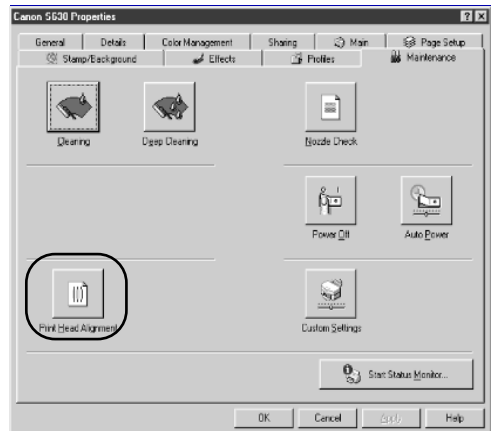 Canon S630 Properties
General Details Color Management Sharing Main Page Setup
Stamp/Background Effects Profiles Maintenance
Cleaning Deep Cleaning Nozzle Check
Power Off Auto Power
Print Head Alignment Custom Settings
Start Status Monitor...
OK Cancel Apply Help